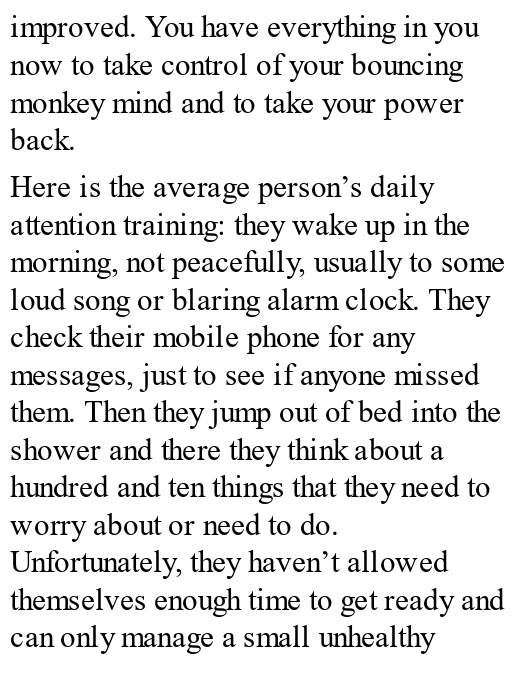 improved. You have everything in you
now to take control of your bouncing
monkey mind and to take your power
back.
Here is the average person’s daily
attention training: they wake up in the
morning, not peacefully, usually to some
loud song or blaring alarm clock. They
check their mobile phone for any
messages, just to see if anyone missed
them. Then they jump out of bed into the
shower and there they think about a
hundred and ten things that they need to
worry about or need to do.
Unfortunately, they haven’t allowed
themselves enough time to get ready and
can only manage a small unhealthy